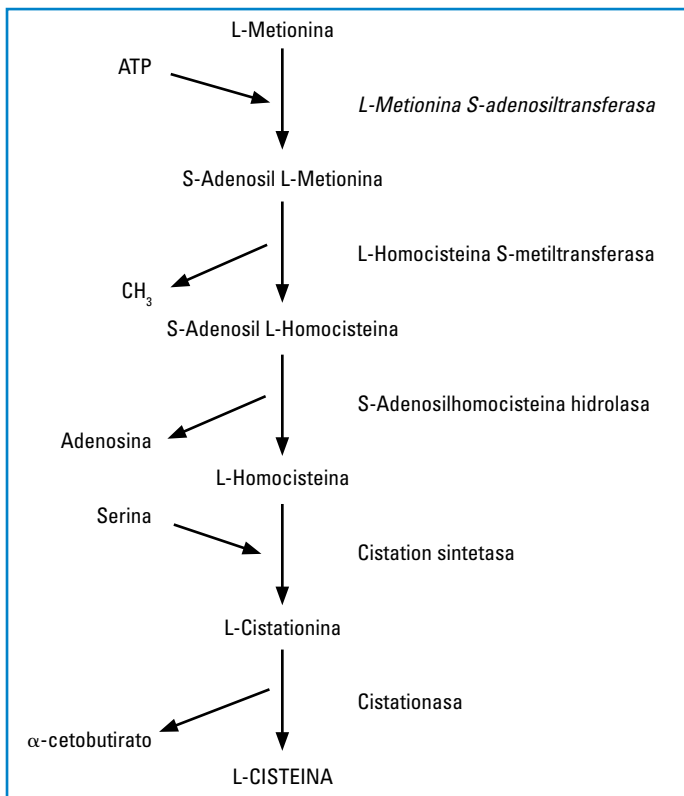 L-Metionina
ATP
L-Metionina S-adenosiltransferasa
S-Adenosil L-Metionina
L-Homocisteina S-metiltransferasa
CH₃
S-Adenosil L-Homocisteina
S-Adenosilhomocisteina hidrolasa
Adenosina
L-Homocisteina
Serina
Cistation sintetasa
L-Cistationina
Cistationasa
α-cetobutirato
L-CISTEINA